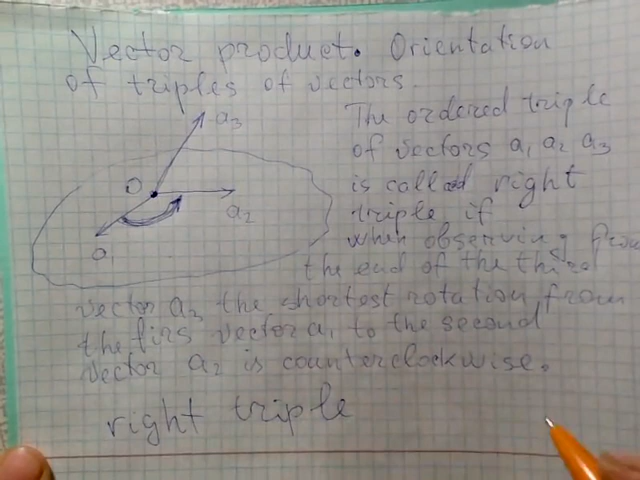 Vector product. Orientation
of triples of vectors.
The ordered triple
of vectors a₁ a₂ a₃
is called right
triple if
when observing from
the end of the third
vector a₃ the shortest rotation from
the firs vector a₁ to the second
vector a₂ is counterclockwise.
right triple
a₃
O
a₂
a₁